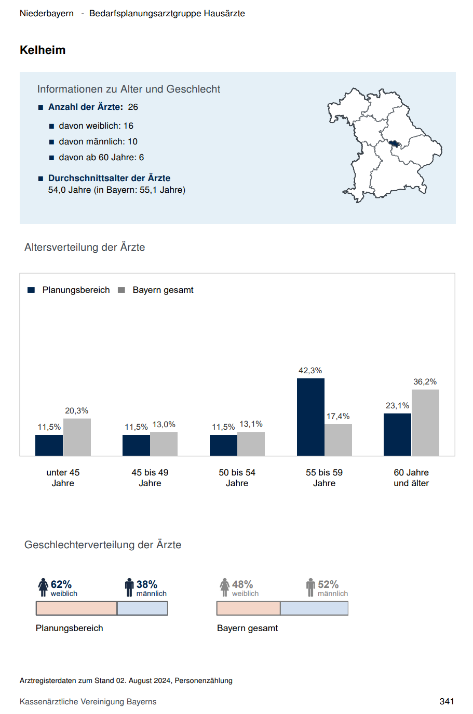 Niederbayern - Bedarfsplanungsarztgruppe Hausärzte
Kelheim
Informationen zu Alter und Geschlecht
Anzahl der Ärzte: 26
davon weiblich: 16
davon männlich: 10
davon ab 60 Jahre: 6
Durchschnittsalter der Ärzte
54,0 Jahre (in Bayern: 55,1 Jahre)
Altersverteilung der Ärzte
Planungsbereich Bayern gesamt
11,5% 20,3% 11,5% 13,0% 11,5% 13,1% 42,3% 17,4% 23,1% 36,2%
unter 45 45 bis 49 50 bis 54 55 bis 59 60 Jahre
Jahre Jahre Jahre Jahre und älter
Geschlechterverteilung der Ärzte
62% 38% 48% 52%
weiblich männlich weiblich männlich
Planungsbereich Bayern gesamt
Arztregisterdaten zum Stand 02. August 2024, Personenzählung
Kassenärztliche Vereinigung Bayerns 341